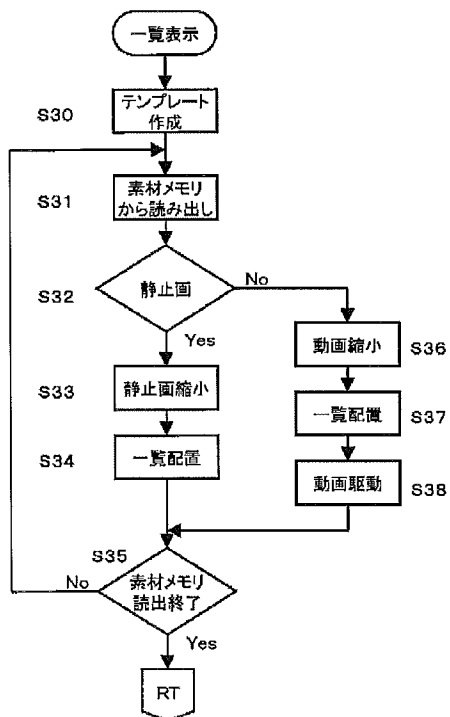 一覧表示
S30
テンプレート
作成
S31
素材メモリ
から読み出し
S32
静止画
No
Yes
S33
静止画縮小
S34
一覧配置
動画縮小
S36
一覧配置
S37
動画駆動
S38
S35
No
素材メモリ
読出終了
Yes
RT